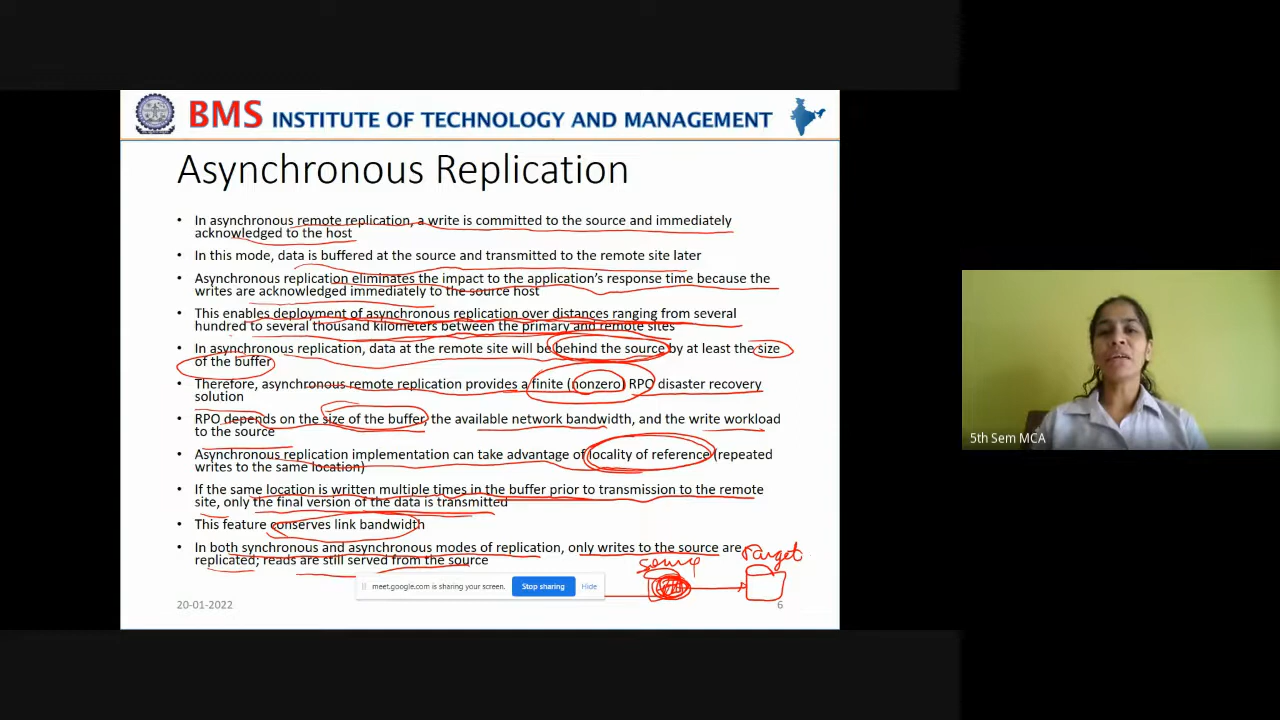 BMS INSTITUTE OF TECHNOLOGY AND MANAGEMENT
Asynchronous Replication
• In asynchronous remote replication, a write is committed to the source and immediately
acknowledged to the host
• In this mode, data is buffered at the source and transmitted to the remote site later
• Asynchronous replication eliminates the impact to the application's response time because the
writes are acknowledged immediately to the source host
• This enables deployment of asynchronous replication over distances ranging from several
hundred to several thousand kilometers between the primary and remote sites
• In asynchronous replication, data at the remote site will be behind the source by at least the size
of the buffer
• Therefore, asynchronous remote replication provides a finite (nonzero) RPO disaster recovery
solution
• RPO depends on the size of the buffer, the available network bandwidth, and the write workload
to the source
• Asynchronous replication implementation can take advantage of locality of reference (repeated
writes to the same location)
• If the same location is written multiple times in the buffer prior to transmission to the remote
site, only the final version of the data is transmitted
• This feature conserves link bandwidth
• In both synchronous and asynchronous modes of replication, only writes to the source are
replicated; reads are still served from the source
Target
meet.google.com is sharing your screen. Stop sharing Hide
20-01-2022
6
5th Sem MCA